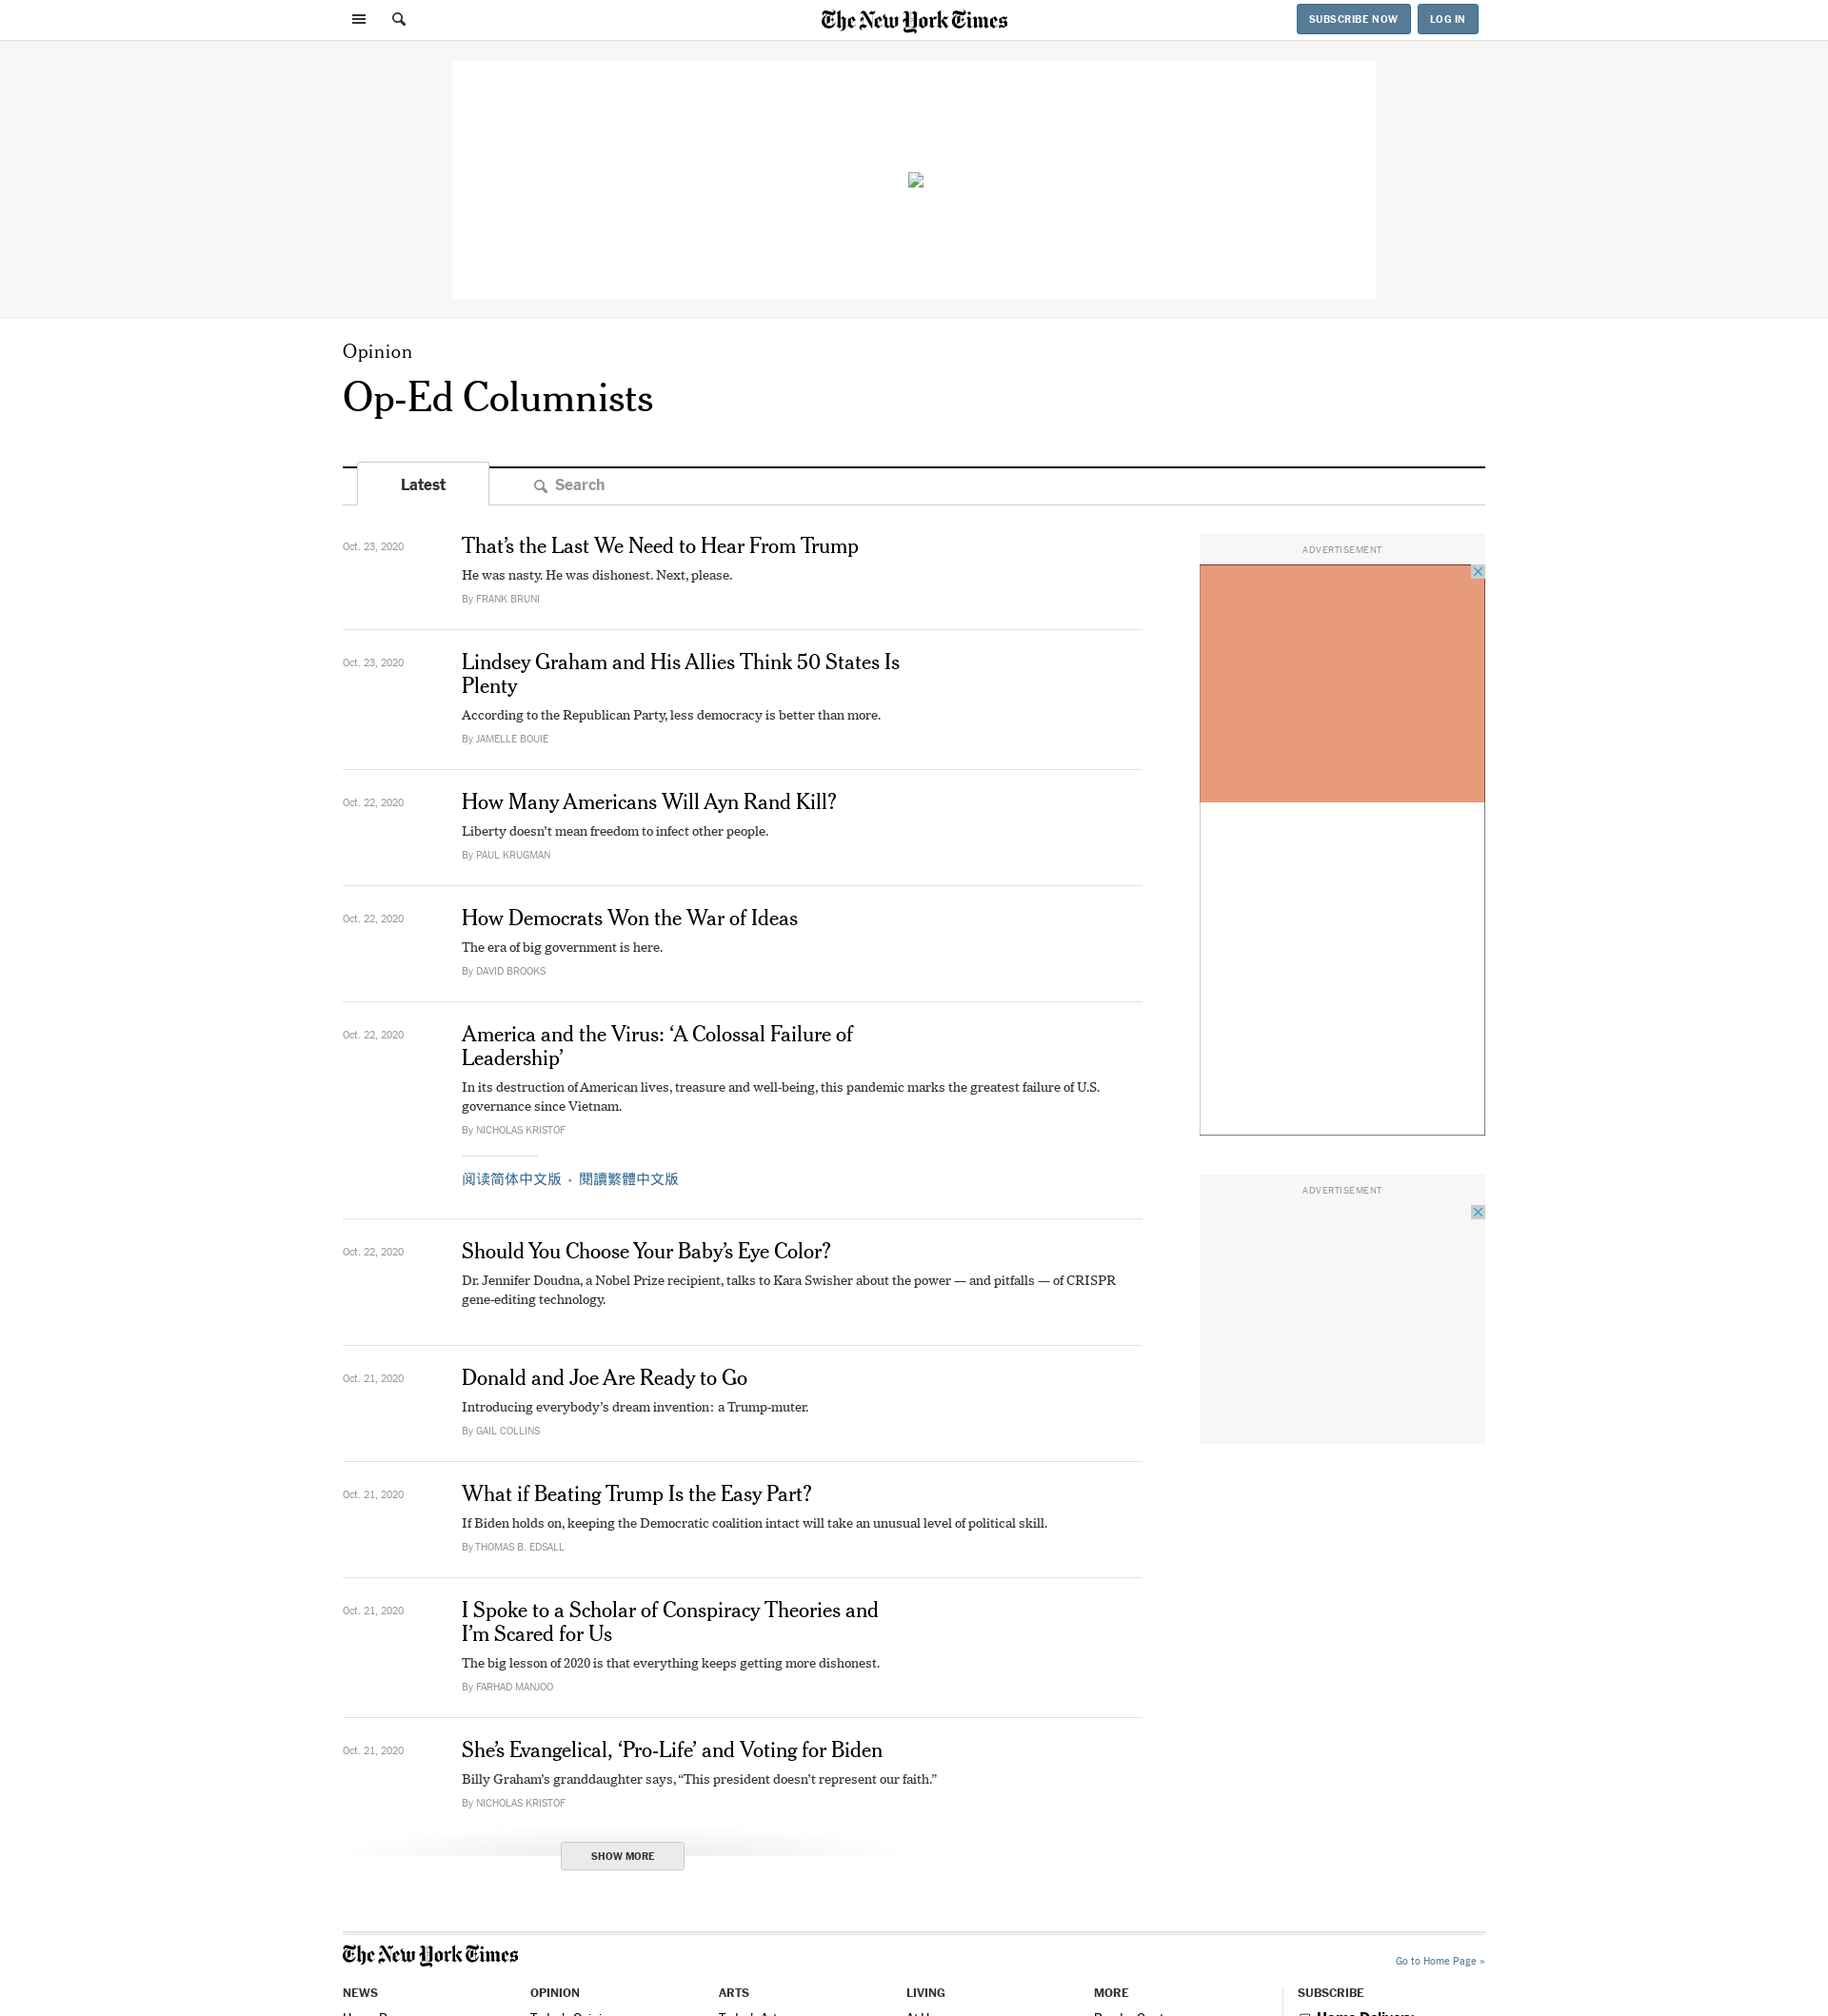 The New York Times
SUBSCRIBE NOW
LOG IN
Opinion
Op-Ed Columnists
Latest
Search
Oct. 23, 2020
That’s the Last We Need to Hear From Trump
He was nasty. He was dishonest. Next, please.
By FRANK BRUNI
Oct. 23, 2020
Lindsey Graham and His Allies Think 50 States Is
Plenty
According to the Republican Party, less democracy is better than more.
By JAMELLE BOUIE
Oct. 22, 2020
How Many Americans Will Ayn Rand Kill?
Liberty doesn’t mean freedom to infect other people.
By PAUL KRUGMAN
Oct. 22, 2020
How Democrats Won the War of Ideas
The era of big government is here.
By DAVID BROOKS
Oct. 22, 2020
America and the Virus: ‘A Colossal Failure of
Leadership’
In its destruction of American lives, treasure and well-being, this pandemic marks the greatest failure of U.S.
governance since Vietnam.
By NICHOLAS KRISTOF
阅读简体中文版 • 閱讀繁體中文版
Oct. 22, 2020
Should You Choose Your Baby’s Eye Color?
Dr. Jennifer Doudna, a Nobel Prize recipient, talks to Kara Swisher about the power — and pitfalls — of CRISPR
gene-editing technology.
Oct. 21, 2020
Donald and Joe Are Ready to Go
Introducing everybody’s dream invention: a Trump-muter.
By GAIL COLLINS
Oct. 21, 2020
What if Beating Trump Is the Easy Part?
If Biden holds on, keeping the Democratic coalition intact will take an unusual level of political skill.
By THOMAS B. EDSALL
Oct. 21, 2020
I Spoke to a Scholar of Conspiracy Theories and
I’m Scared for Us
The big lesson of 2020 is that everything keeps getting more dishonest.
By FARHAD MANJOO
Oct. 21, 2020
She’s Evangelical, ‘Pro-Life’ and Voting for Biden
Billy Graham’s granddaughter says, “This president doesn’t represent our faith.”
By NICHOLAS KRISTOF
SHOW MORE
ADVERTISEMENT
ADVERTISEMENT
The New York Times
Go to Home Page »
NEWS
OPINION
ARTS
LIVING
MORE
SUBSCRIBE